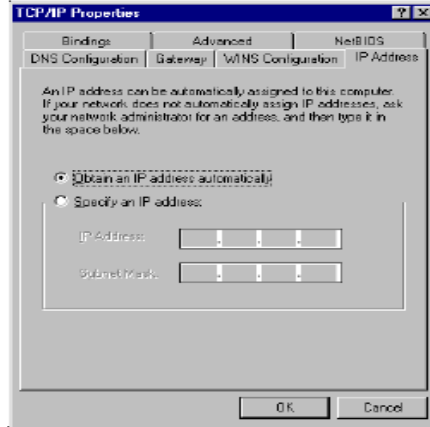 TCP/IP Properties
Bindings Advanced NetBIOS
DNS Configuration Gateway WINS Configuration IP Address
An IP address can be automatically assigned to this computer.
If your network does not automatically assign IP addresses, ask
your network administrator for an address, and then type it in
the space below.
Obtain an IP address automatically
Specify an IP address:
IP Address:
Subnet Mask:
OK Cancel